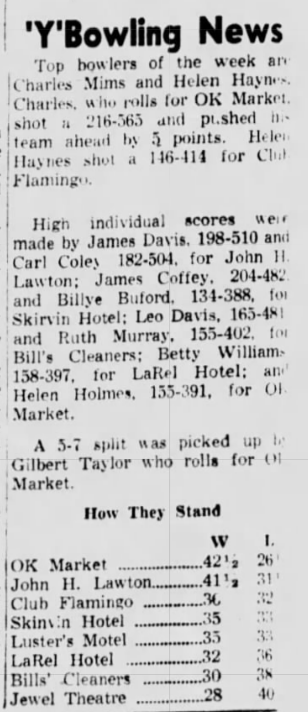 'Y' Bowling News
Top bowlers of the week are
Charles Mims and Helen Haynes.
Charles, who rolls for OK Market,
shot a 216-565 and pushed his
team ahead by 5 points. Helen
Haynes shot a 146-414 for Club
Flamingo.
High individual scores were
made by James Davis, 198-510 and
Carl Coley 182-504, for John H.
Lawton; James Coffey, 204-482
and Billye Buford, 134-388, for
Skirvin Hotel; Leo Davis, 165-481
and Ruth Murray, 155-402, for
Bill's Cleaners; Betty Williams
158-397, for LaRel Hotel; and
Helen Holmes, 155-391, for OK
Market.
A 5-7 split was picked up by
Gilbert Taylor who rolls for OK
Market.
How They Stand
W L
OK Market ..............42½ 26
John H. Lawton..........41½ 31
Club Flamingo ..........36 32
Skinvin Hotel ..........35 33
Luster's Motel .........35 33
LaRel Hotel ............32 36
Bills' Cleaners ........30 38
Jewel Theatre ..........28 40